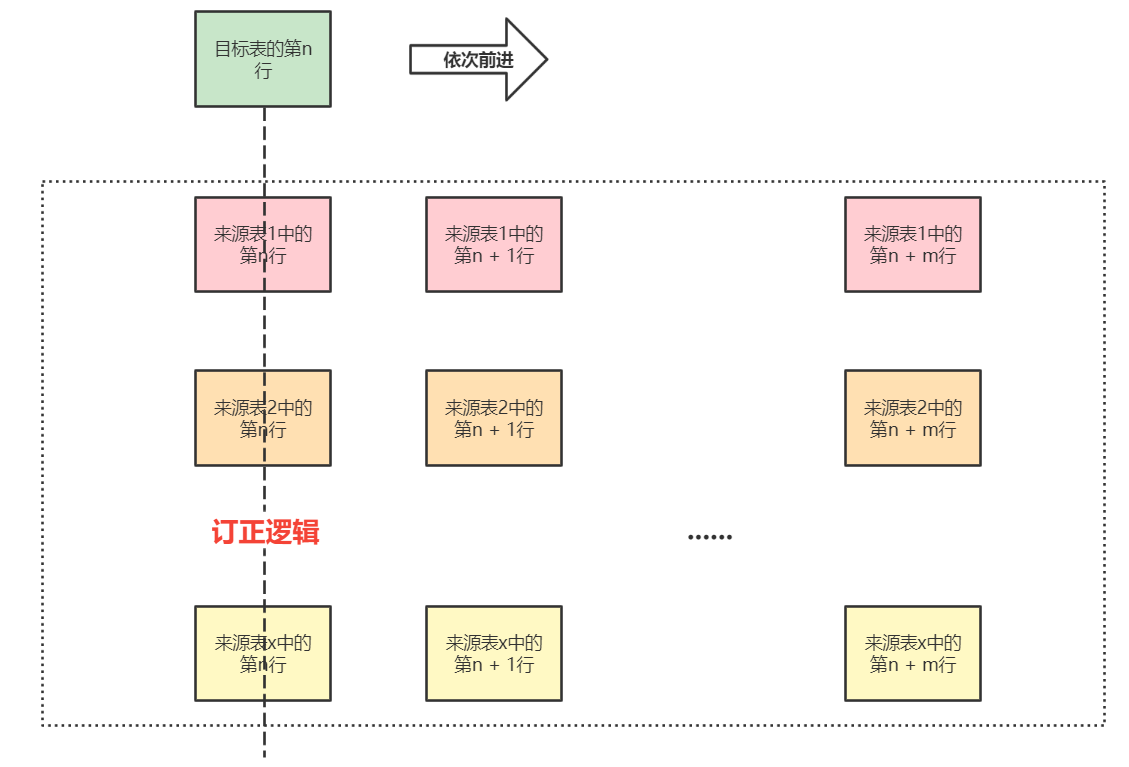 目标表的第n
行
依次前进
来源表1中的
第n行
来源表1中的
第n + 1行
来源表1中的
第n + m行
来源表2中的
第n行
来源表2中的
第n + 1行
来源表2中的
第n + m行
订正逻辑
......
来源表x中的
第n行
来源表x中的
第n + 1行
来源表x中的
第n + m行